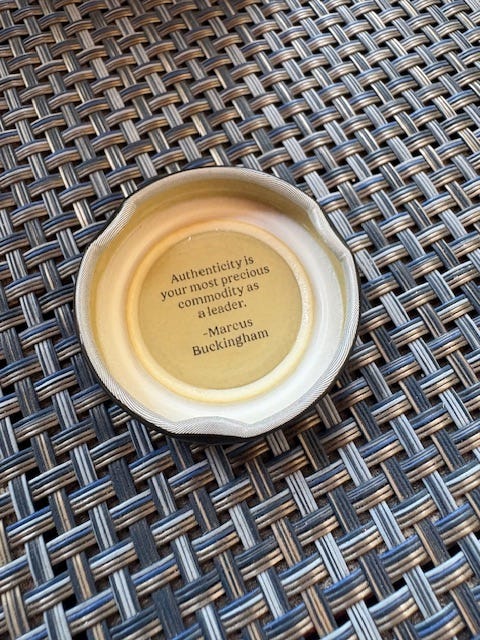 Authenticity is
your most precious
commodity as
a leader.
-Marcus
Buckingham